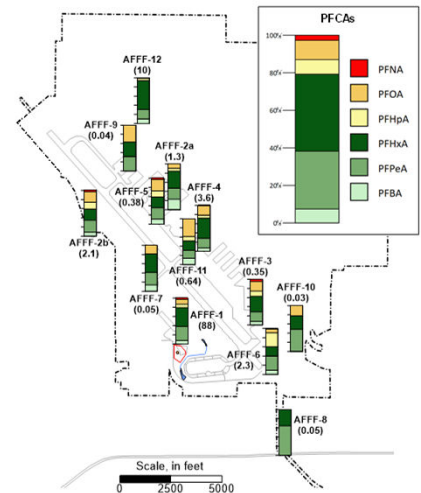 PFCAs
100%
80%
60%
40%
20%
0%
PFNA
PFOA
PFHpA
PFHxA
PFPeA
PFBA
AFFF-12
(10)
AFFF-9
(0.04)
AFFF-2a
(1.3)
AFFF-5
(0.38)
AFFF-4
(3.6)
AFFF-2b
(2.1)
AFFF-11
(0.64)
AFFF-7
(0.05)
AFFF-3
(0.35)
AFFF-10
(0.03)
AFFF-1
(88)
AFFF-6
(2.3)
AFFF-8
(0.05)
Scale, in feet
0 2500 5000